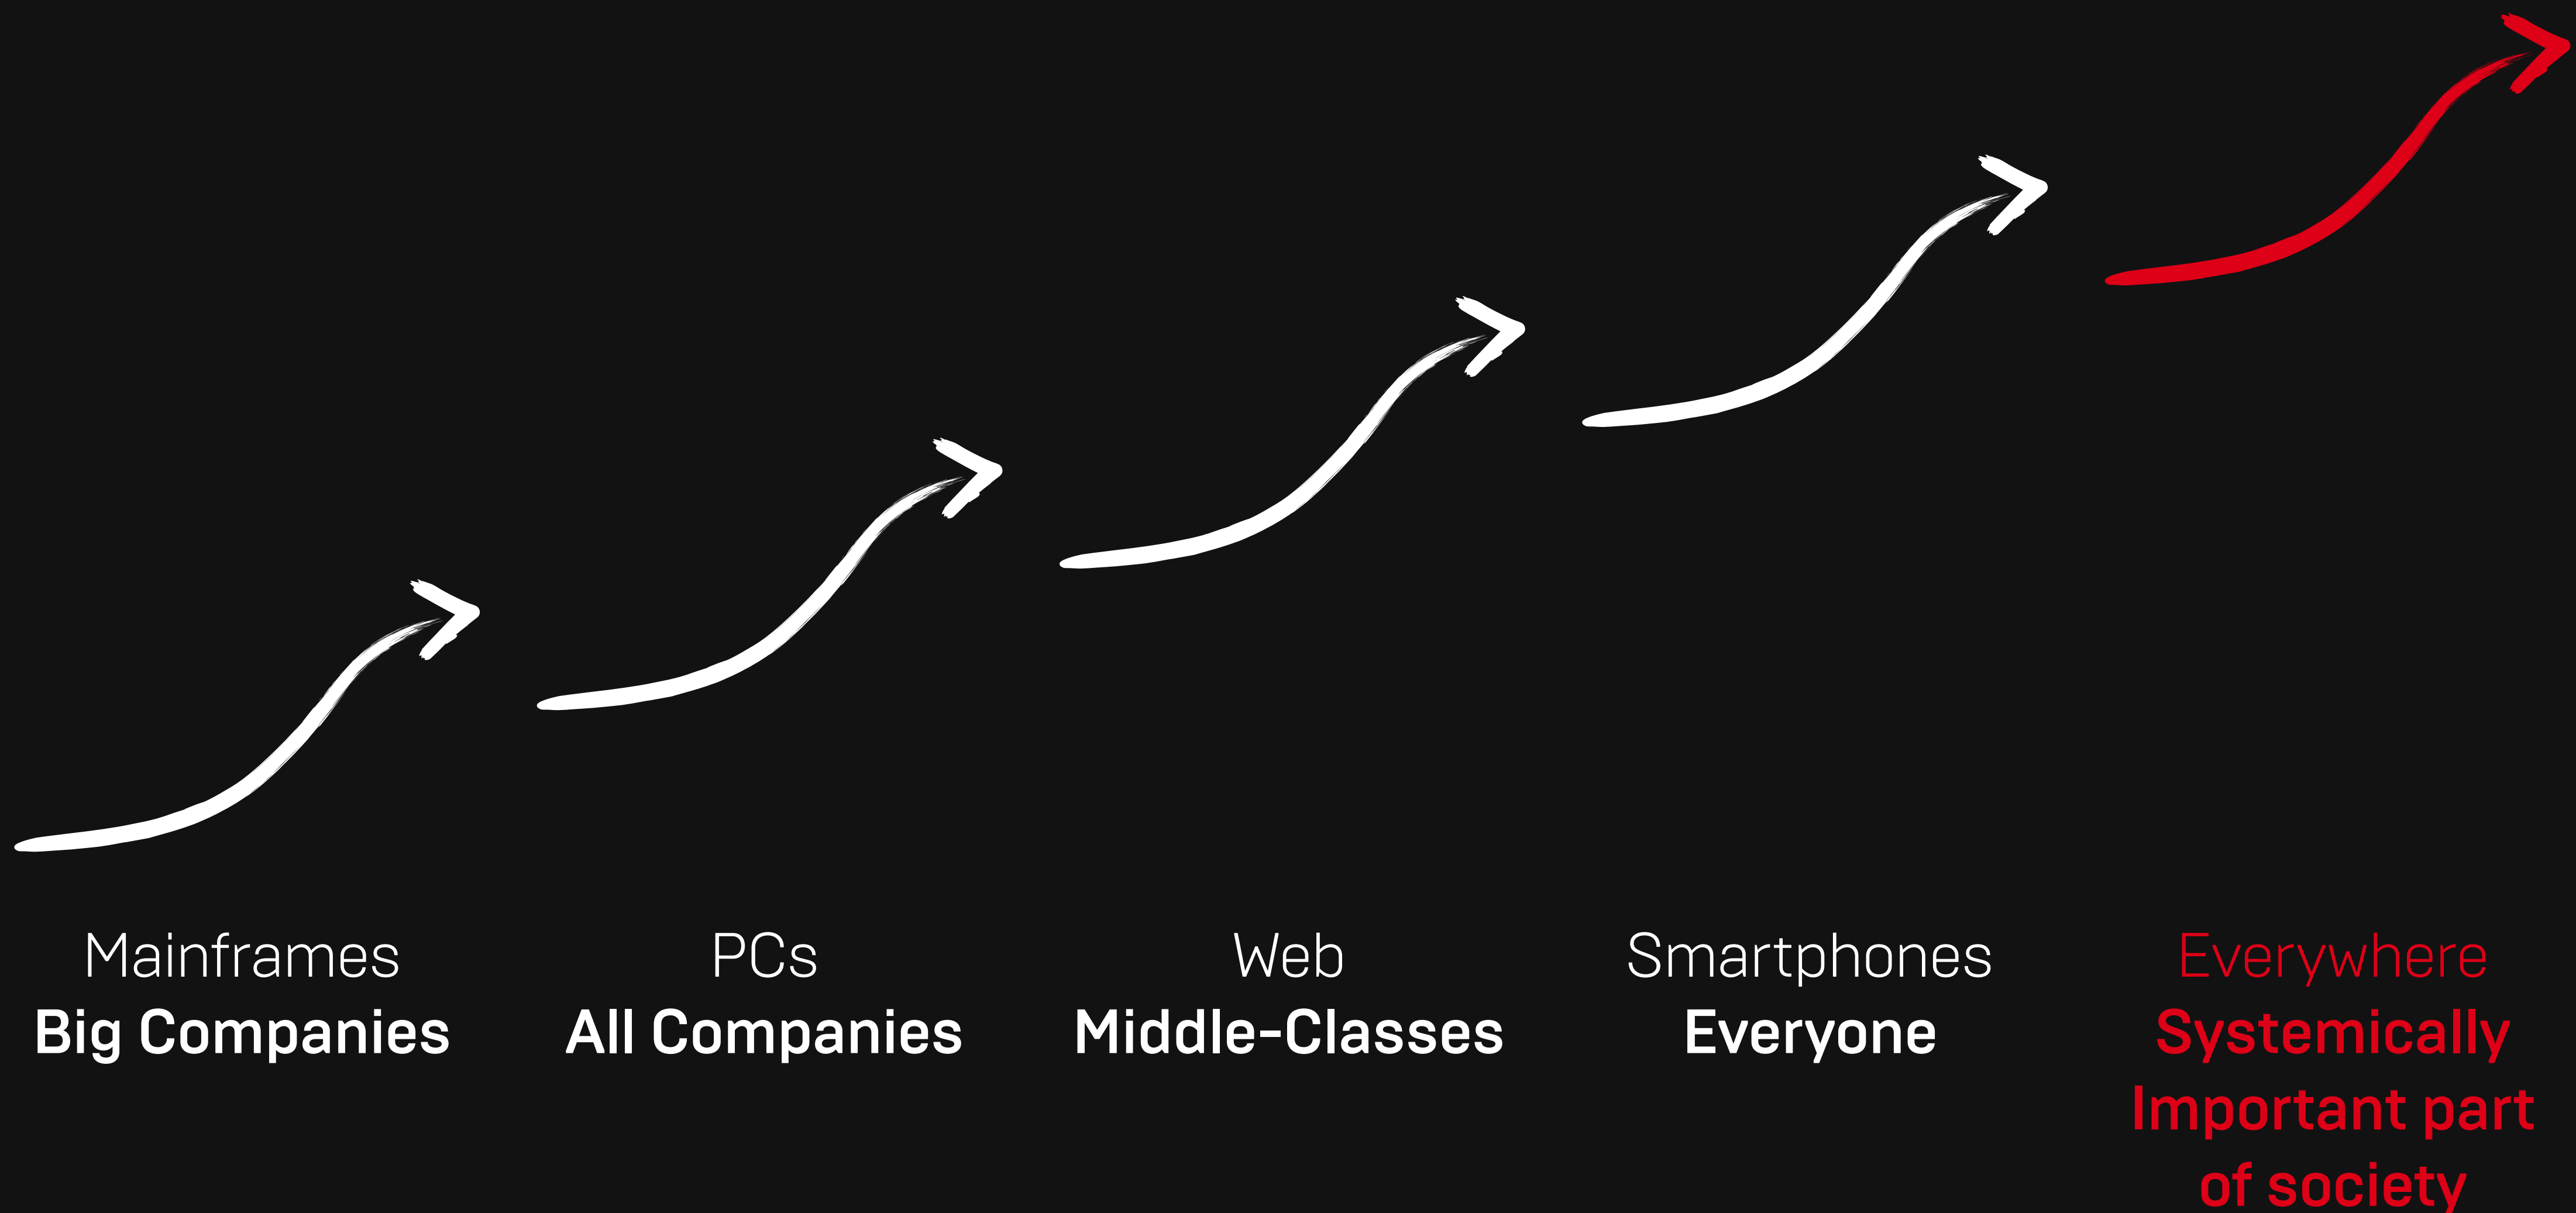 Mainframes
Big Companies
PCs
All Companies
Web
Middle-Classes
Smartphones
Everyone
Everywhere
Systemically
Important part
of society